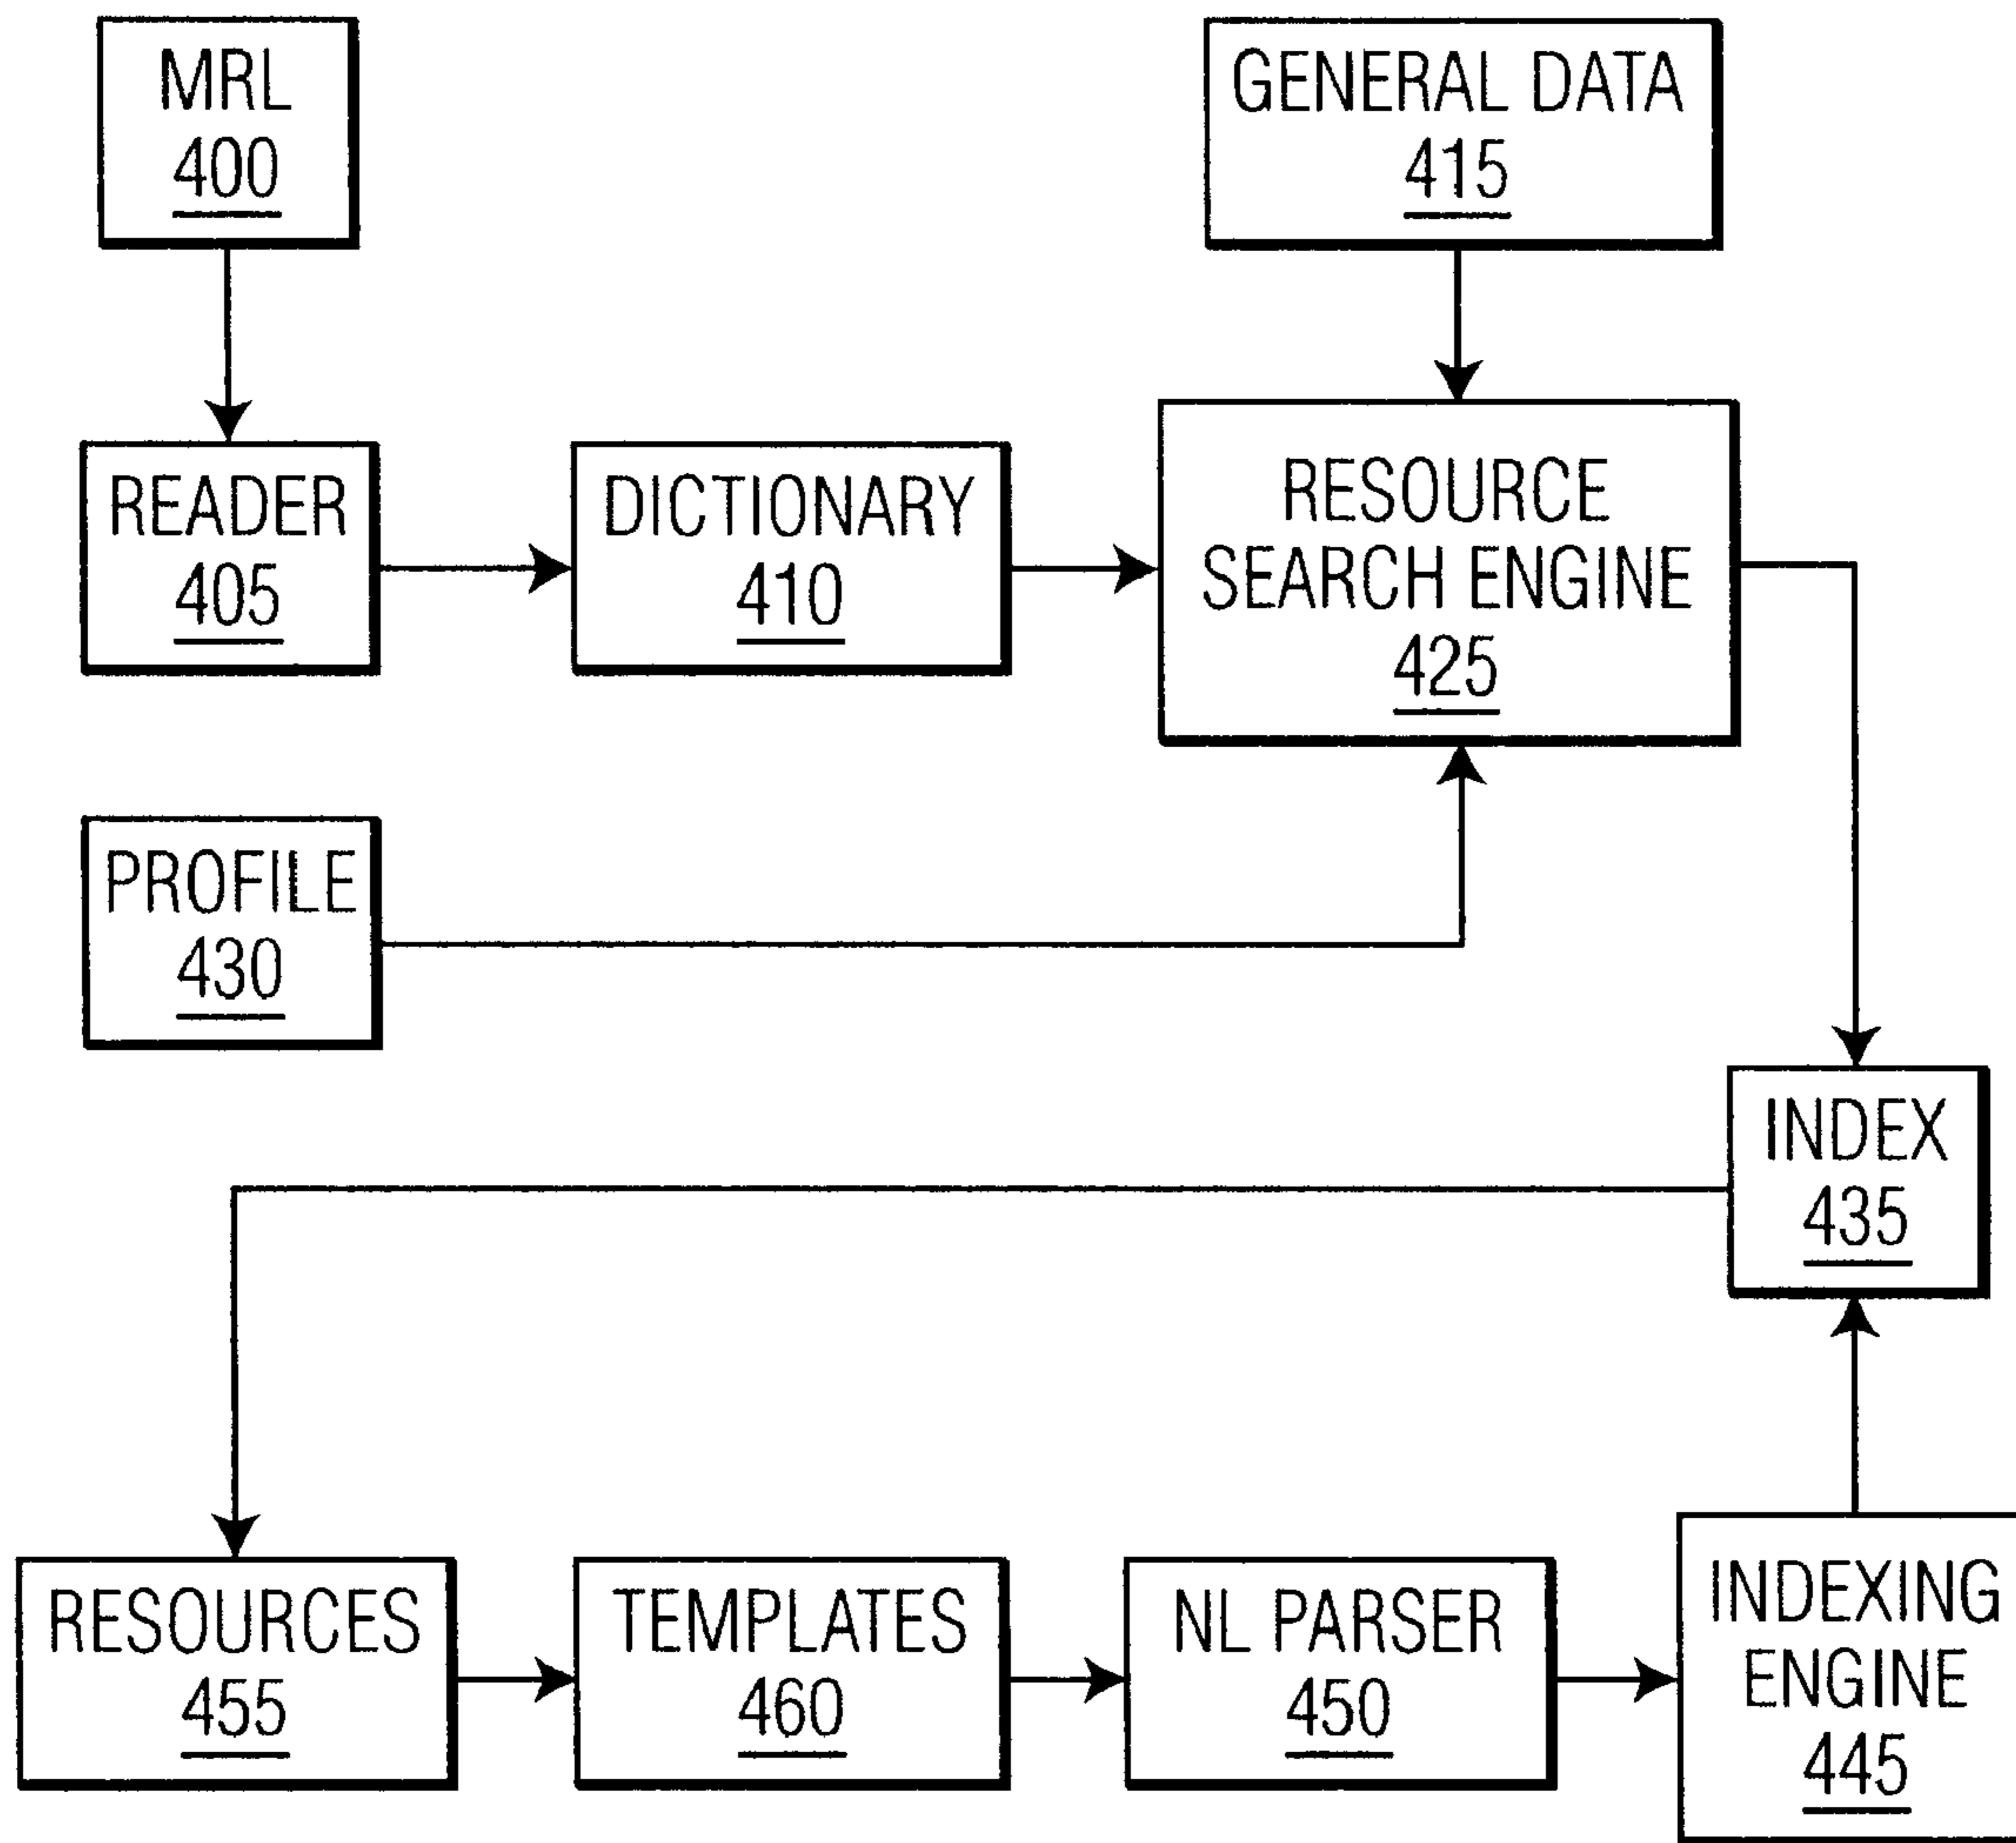 MRL
400
GENERAL DATA
415
READER
405
DICTIONARY
410
RESOURCE
SEARCH ENGINE
425
PROFILE
430
INDEX
435
RESOURCES
455
TEMPLATES
460
NL PARSER
450
INDEXING
ENGINE
445